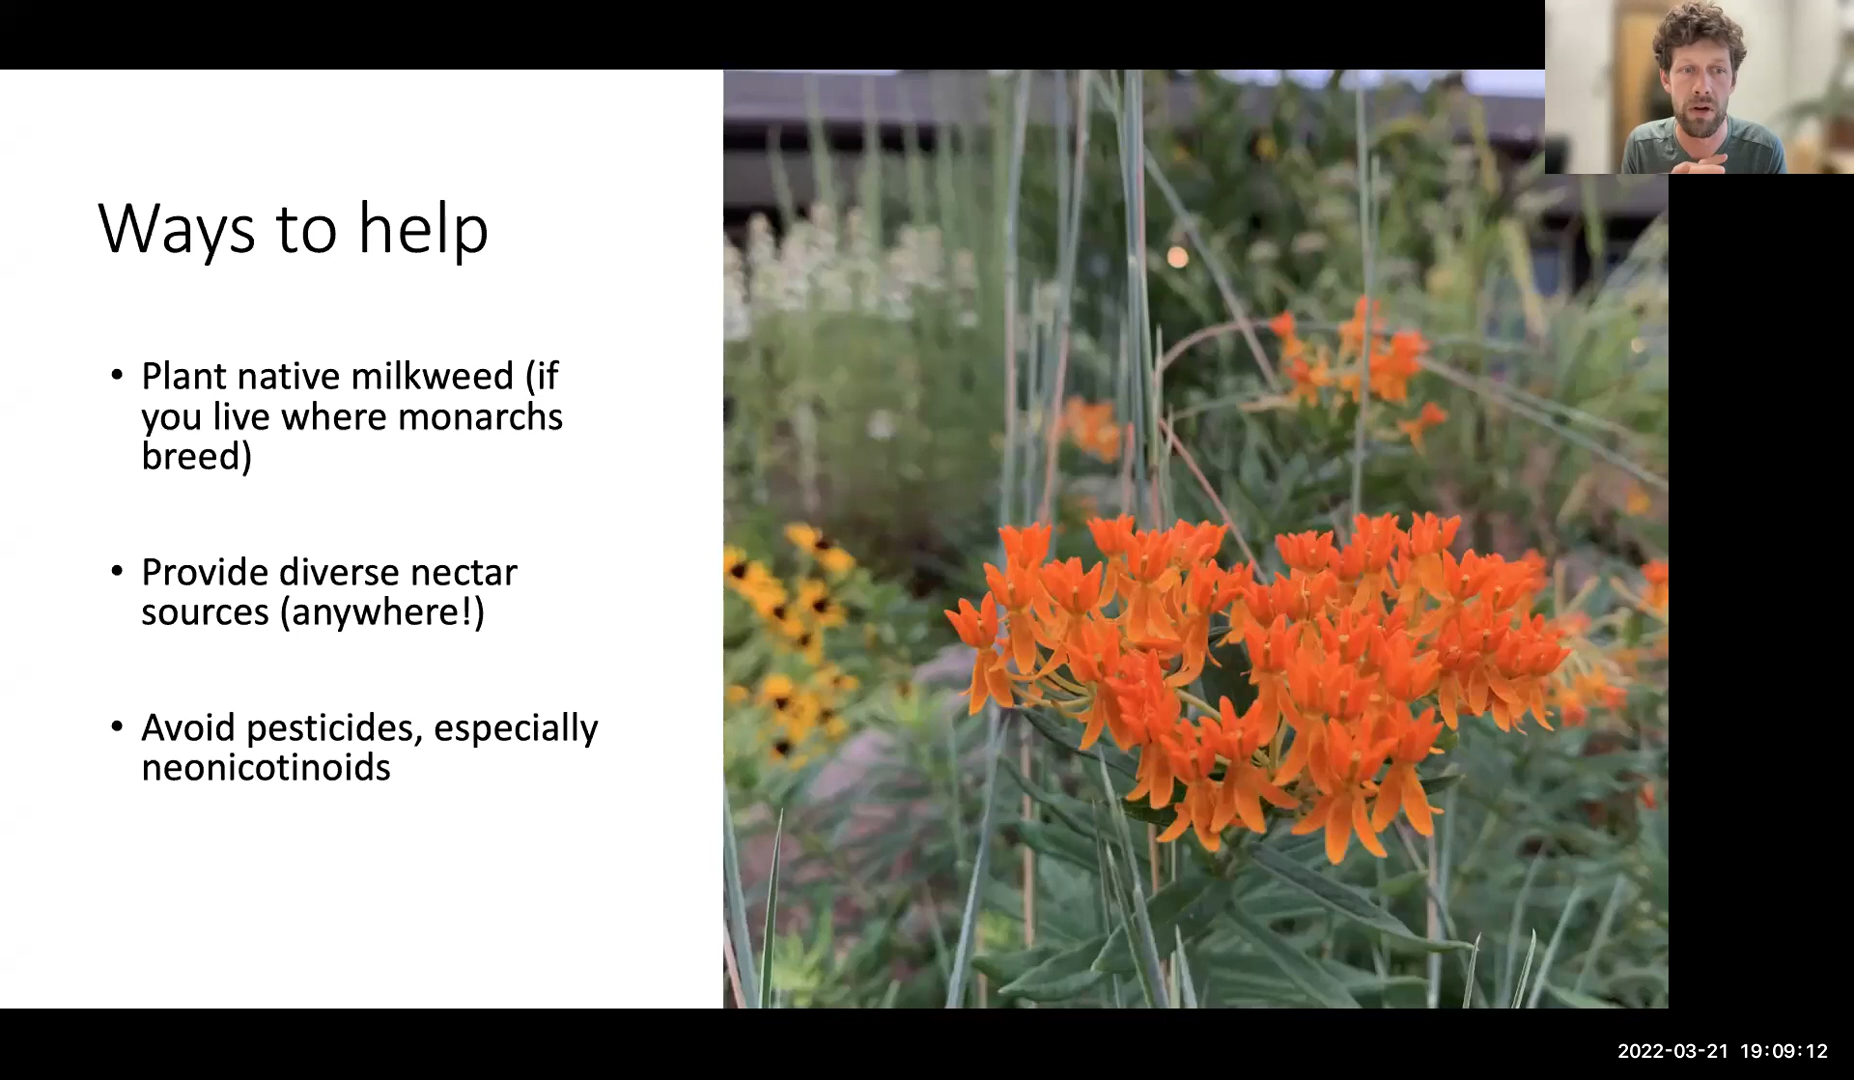 Ways to help
• Plant native milkweed (if
you live where monarchs
breed)
• Provide diverse nectar
sources (anywhere!)
• Avoid pesticides, especially
neonicotinoids
2022-03-21 19:09:12